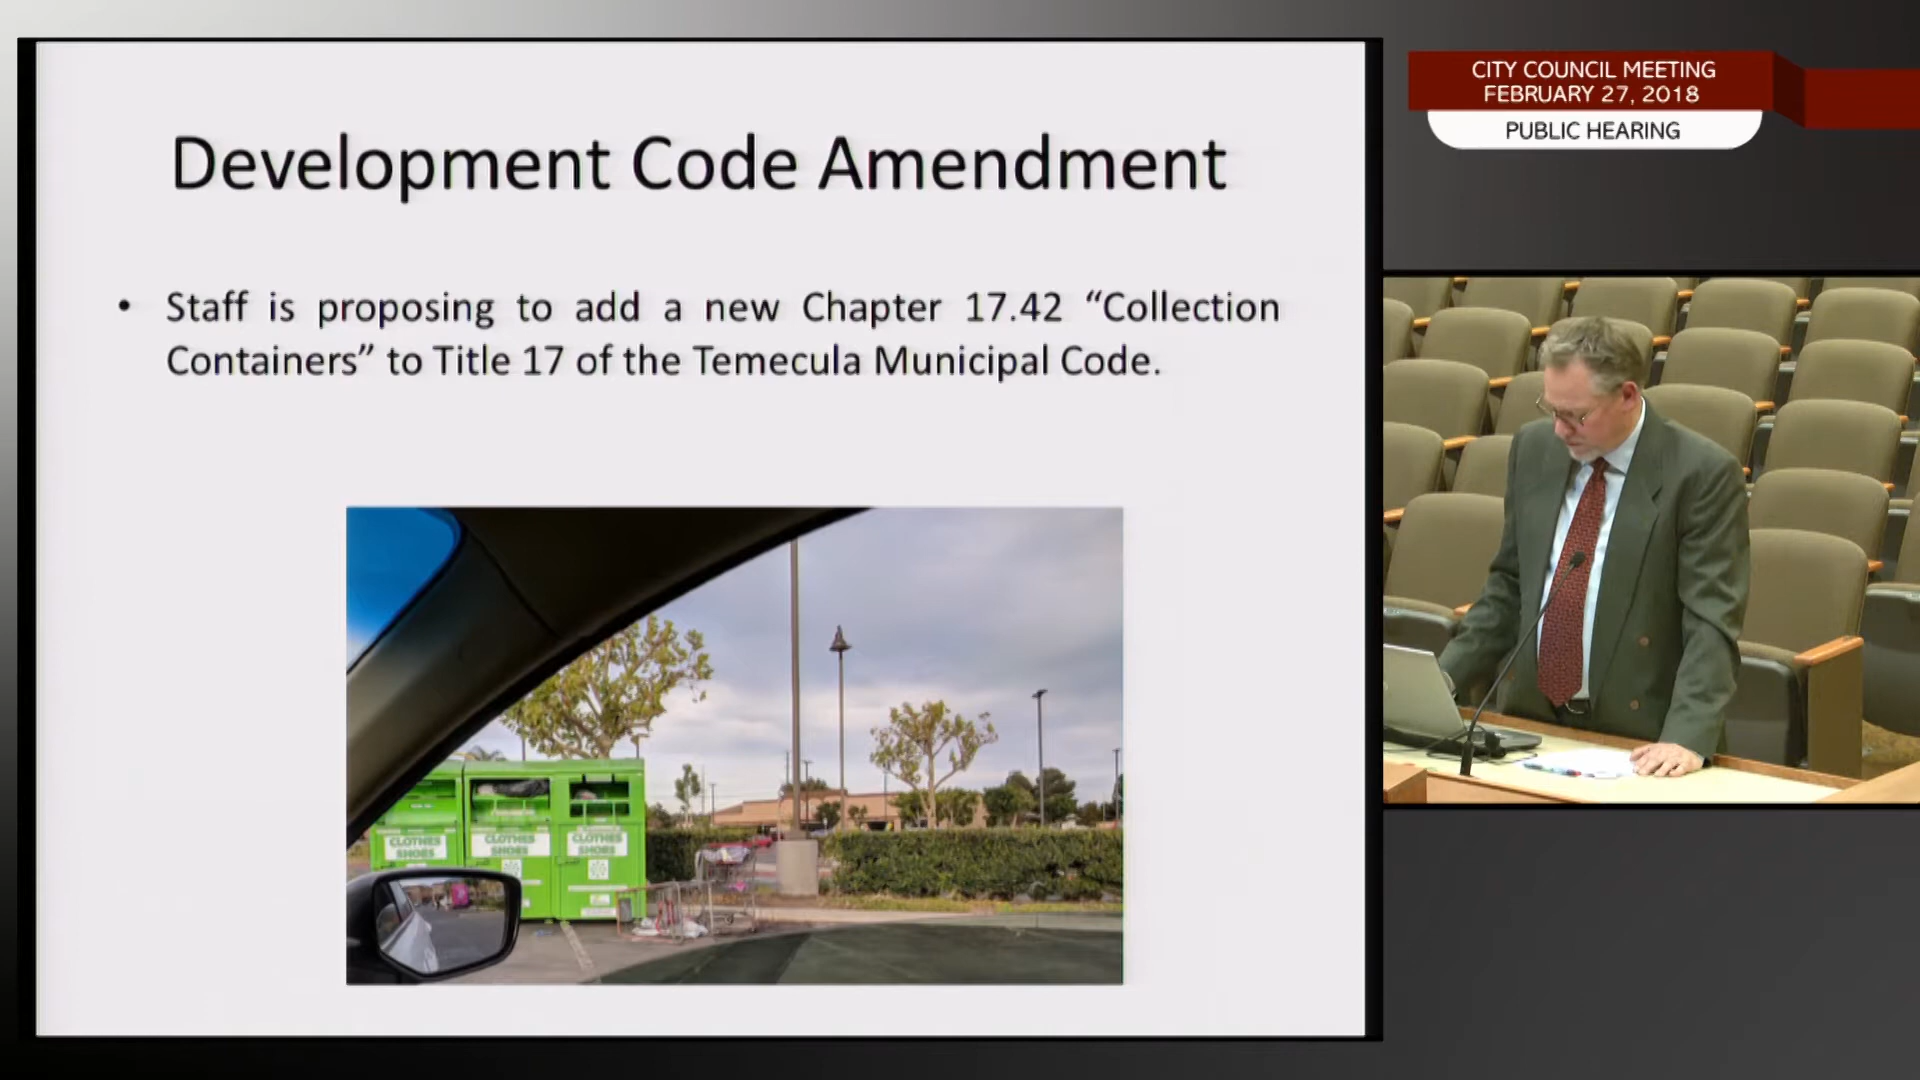 CITY COUNCIL MEETING
FEBRUARY 27, 2018
PUBLIC HEARING
Development Code Amendment
• Staff is proposing to add a new Chapter 17.42 “Collection
Containers” to Title 17 of the Temecula Municipal Code.
CLOTHES
SHOES
CLOTHES
SHOES
CLOTHES
SHOES